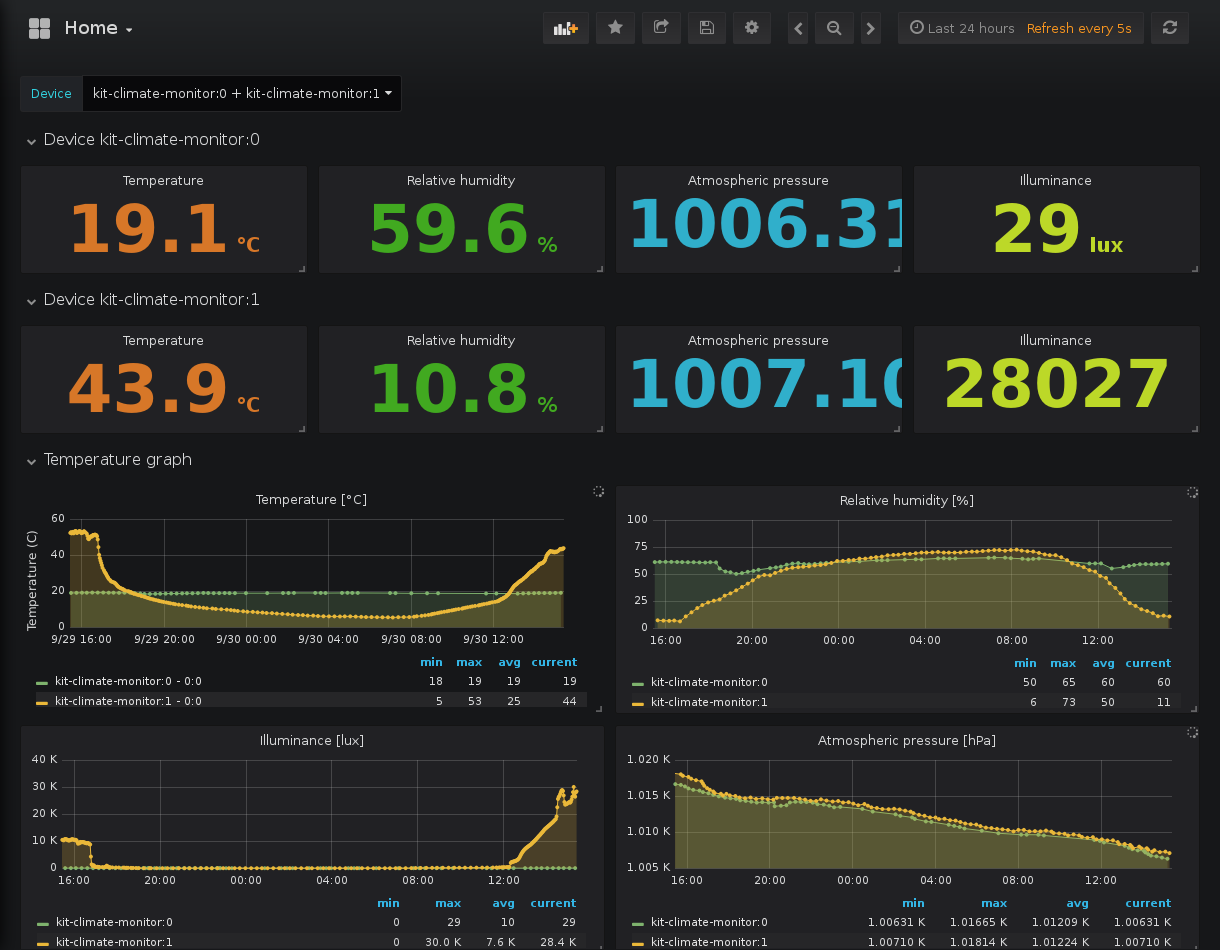 Home
Last 24 hours Refresh every 5s
Device kit-climate-monitor:0 + kit-climate-monitor:1
Device kit-climate-monitor:0
Temperature Relative humidity Atmospheric pressure Illuminance
19.1 °C 59.6 % 1006.31 29 lux
Device kit-climate-monitor:1
Temperature Relative humidity Atmospheric pressure Illuminance
43.9 °C 10.8 % 1007.10 28027
Temperature graph
Temperature [°C]
Temperature (C)
60
40
20
0
9/29 16:00 9/29 20:00 9/30 00:00 9/30 04:00 9/30 08:00 9/30 12:00
min max avg current
kit-climate-monitor:0 - 0:0 18 19 19 19
kit-climate-monitor:1 - 0:0 5 53 25 44
Relative humidity [%]
100
75
50
25
0
16:00 20:00 00:00 04:00 08:00 12:00
min max avg current
kit-climate-monitor:0 50 65 60 60
kit-climate-monitor:1 6 73 50 11
Illuminance [lux]
40 K
30 K
20 K
10 K
0
16:00 20:00 00:00 04:00 08:00 12:00
min max avg current
kit-climate-monitor:0 0 29 10 29
kit-climate-monitor:1 0 30.0 K 7.6 K 28.4 K
Atmospheric pressure [hPa]
1.020 K
1.015 K
1.010 K
1.005 K
16:00 20:00 00:00 04:00 08:00 12:00
min max avg current
kit-climate-monitor:0 1.00631 K 1.01665 K 1.01209 K 1.00631 K
kit-climate-monitor:1 1.00710 K 1.01814 K 1.01224 K 1.00710 K